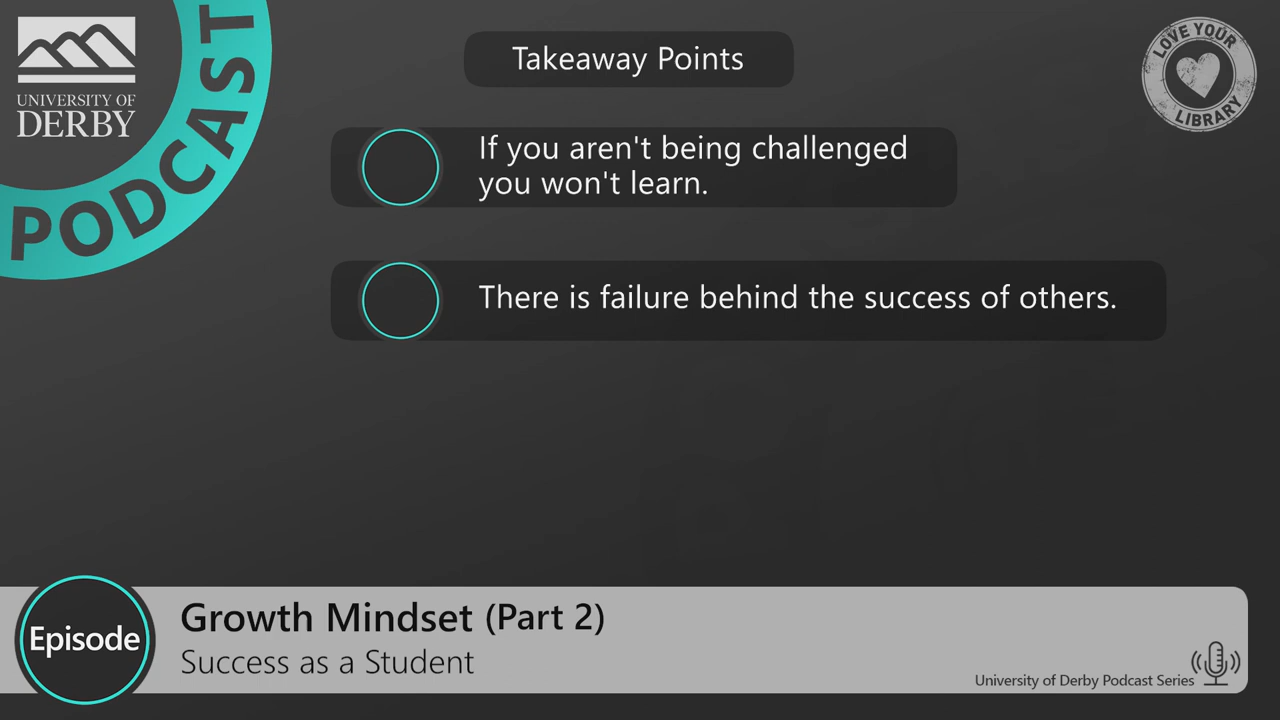 UNIVERSITY OF
DERBY
PODCAST
Takeaway Points
LOVE YOUR
LIBRARY
If you aren't being challenged
you won't learn.
There is failure behind the success of others.
Episode
Growth Mindset (Part 2)
Success as a Student
University of Derby Podcast Series